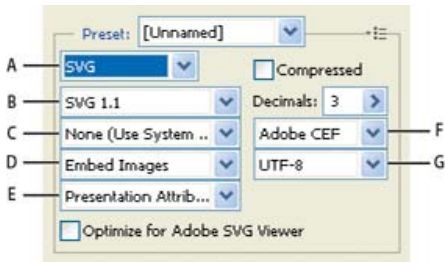 Preset: [Unnamed]
A SVG Compressed
B SVG 1.1 Decimals: 3
C None (Use System .. Adobe CEF F
D Embed Images UTF-8 G
E Presentation Attrib...
Optimize for Adobe SVG Viewer